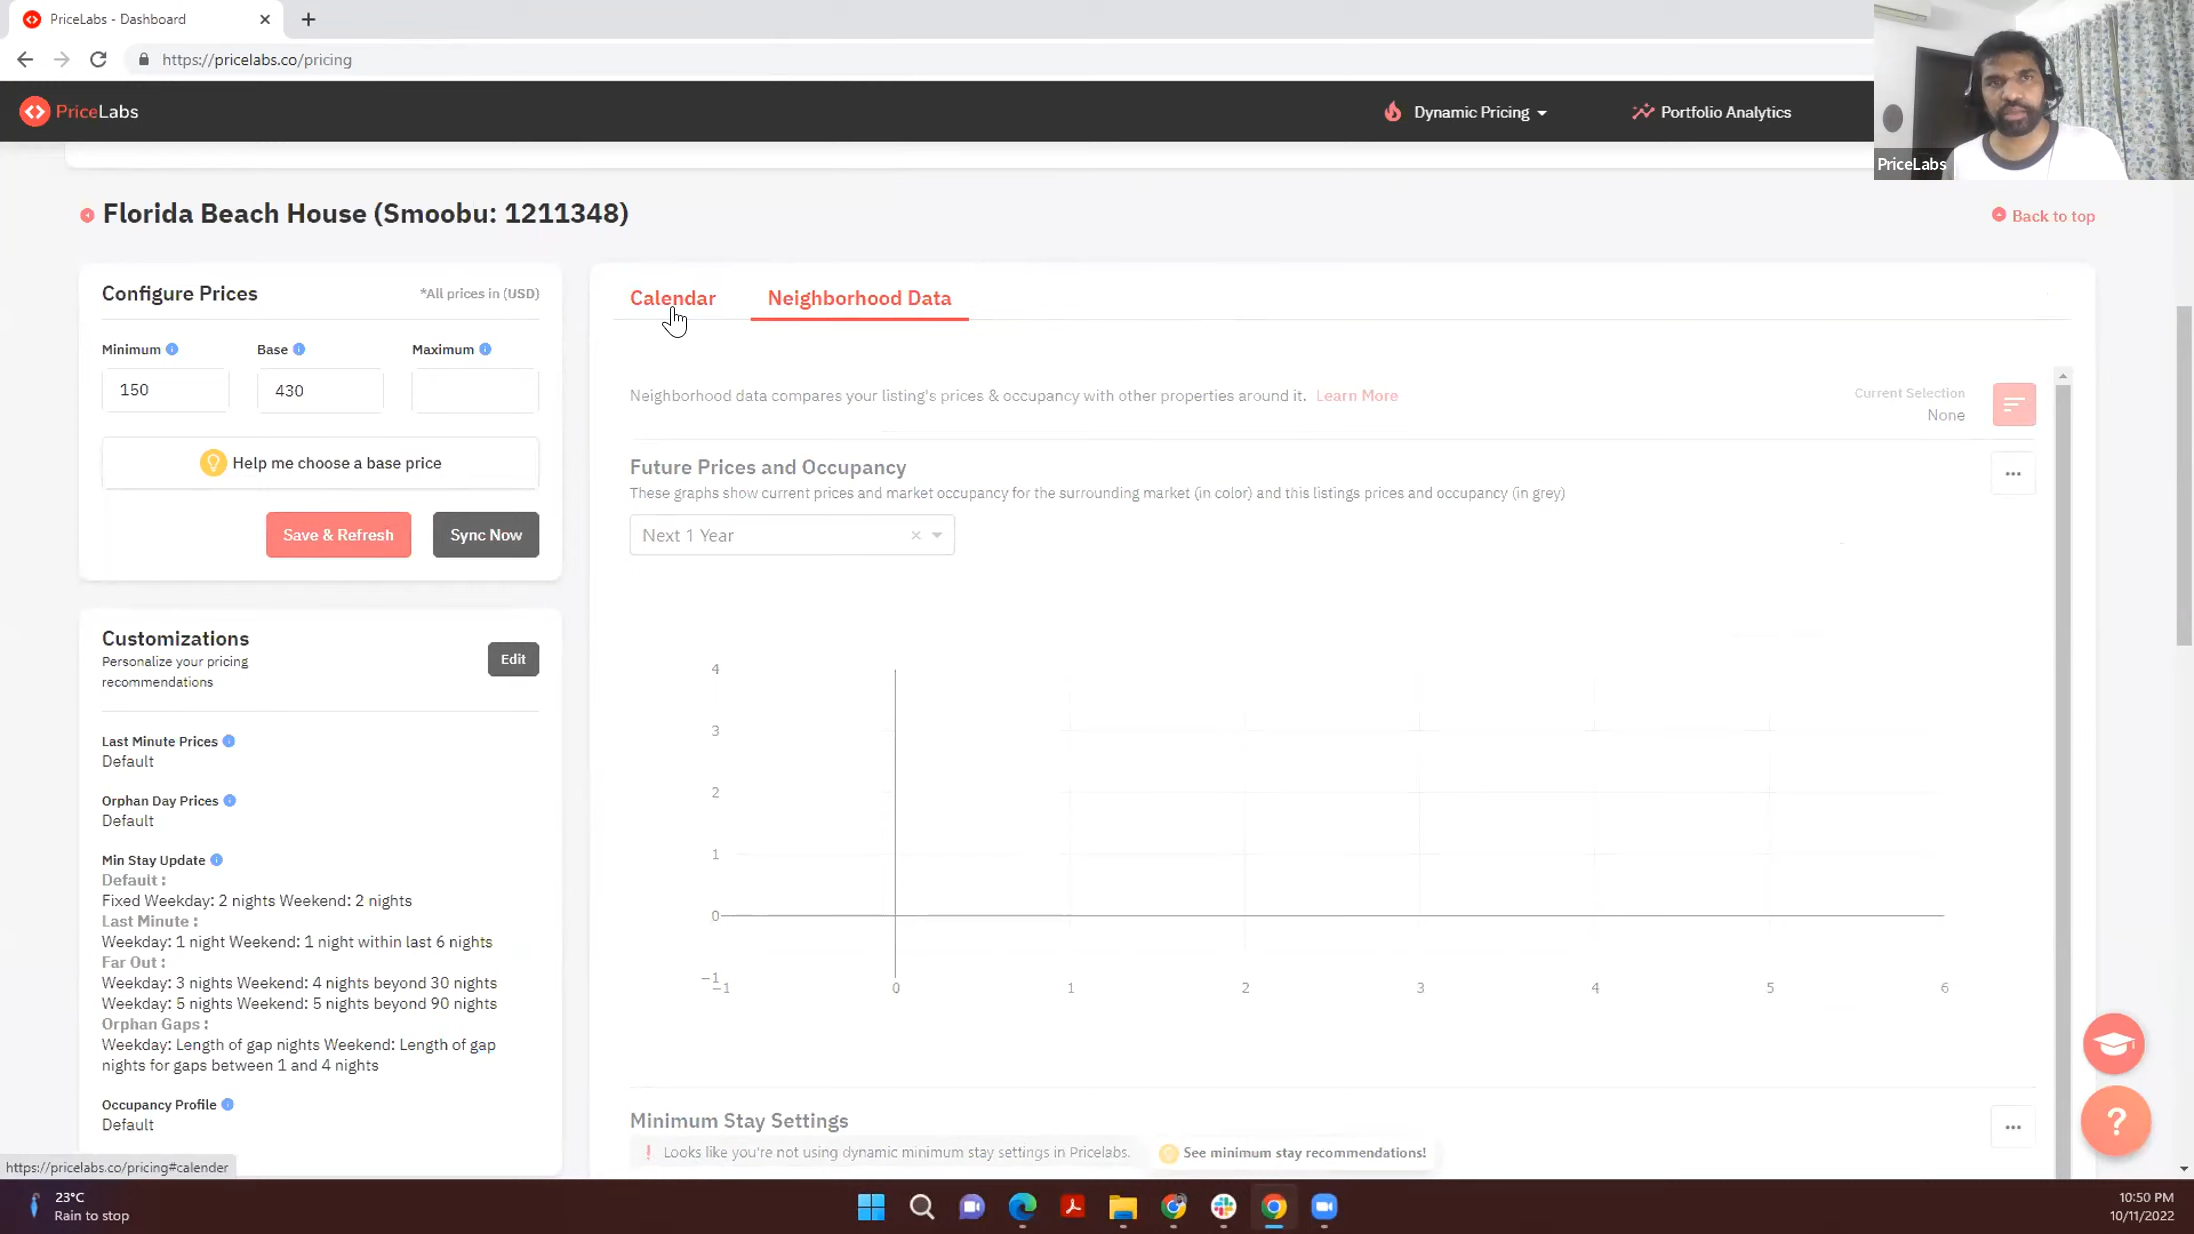 PriceLabs - Dashboard
https://pricelabs.co/pricing
PriceLabs
Dynamic Pricing
Portfolio Analytics
PriceLabs
Florida Beach House (Smoobu: 1211348)
Back to top
Configure Prices
*All prices in (USD)
Minimum
Base
Maximum
150
430
Help me choose a base price
Save & Refresh
Sync Now
Customizations
Personalize your pricing
recommendations
Edit
Last Minute Prices
Default
Orphan Day Prices
Default
Min Stay Update
Default :
Fixed Weekday: 2 nights Weekend: 2 nights
Last Minute :
Weekday: 1 night Weekend: 1 night within last 6 nights
Far Out :
Weekday: 3 nights Weekend: 4 nights beyond 30 nights
Weekday: 5 nights Weekend: 5 nights beyond 90 nights
Orphan Gaps :
Weekday: Length of gap nights Weekend: Length of gap
nights for gaps between 1 and 4 nights
Occupancy Profile
Default
Calendar
Neighborhood Data
Neighborhood data compares your listing's prices & occupancy with other properties around it. Learn More
Current Selection
None
Future Prices and Occupancy
These graphs show current prices and market occupancy for the surrounding market (in color) and this listings prices and occupancy (in grey)
Next 1 Year
4
3
2
1
0
−1
−1 0 1 2 3 4 5 6
Minimum Stay Settings
! Looks like you're not using dynamic minimum stay settings in Pricelabs.
See minimum stay recommendations!
?
https://pricelabs.co/pricing#calender
23°C
Rain to stop
10:50 PM
10/11/2022